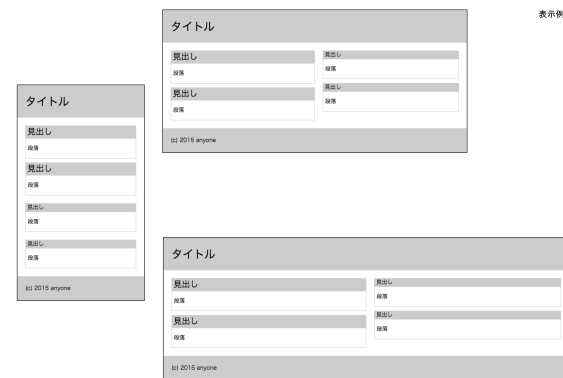 表示例
タイトル
見出し
段落
見出し
段落
見出し
段落
見出し
段落
(c) 2015 anyone
タイトル
見出し
段落
見出し
段落
見出し
段落
見出し
段落
(c) 2015 anyone
タイトル
見出し
段落
見出し
段落
見出し
段落
見出し
段落
(c) 2015 anyone